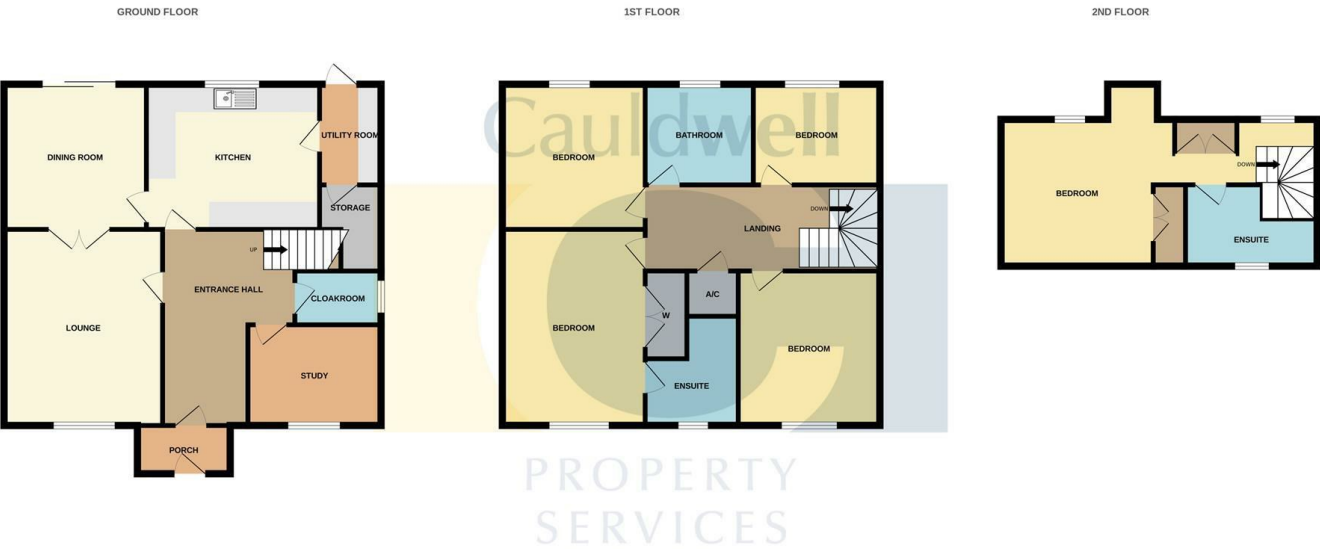 GROUND FLOOR
DINING ROOM
KITCHEN
UTILITY ROOM
STORAGE
UP
ENTRANCE HALL
CLOAKROOM
LOUNGE
STUDY
PORCH
1ST FLOOR
Cauldwell
BEDROOM
BATHROOM
BEDROOM
DOWN
LANDING
A/C
W
BEDROOM
BEDROOM
ENSUITE
PROPERTY
SERVICES
2ND FLOOR
DOWN
BEDROOM
ENSUITE